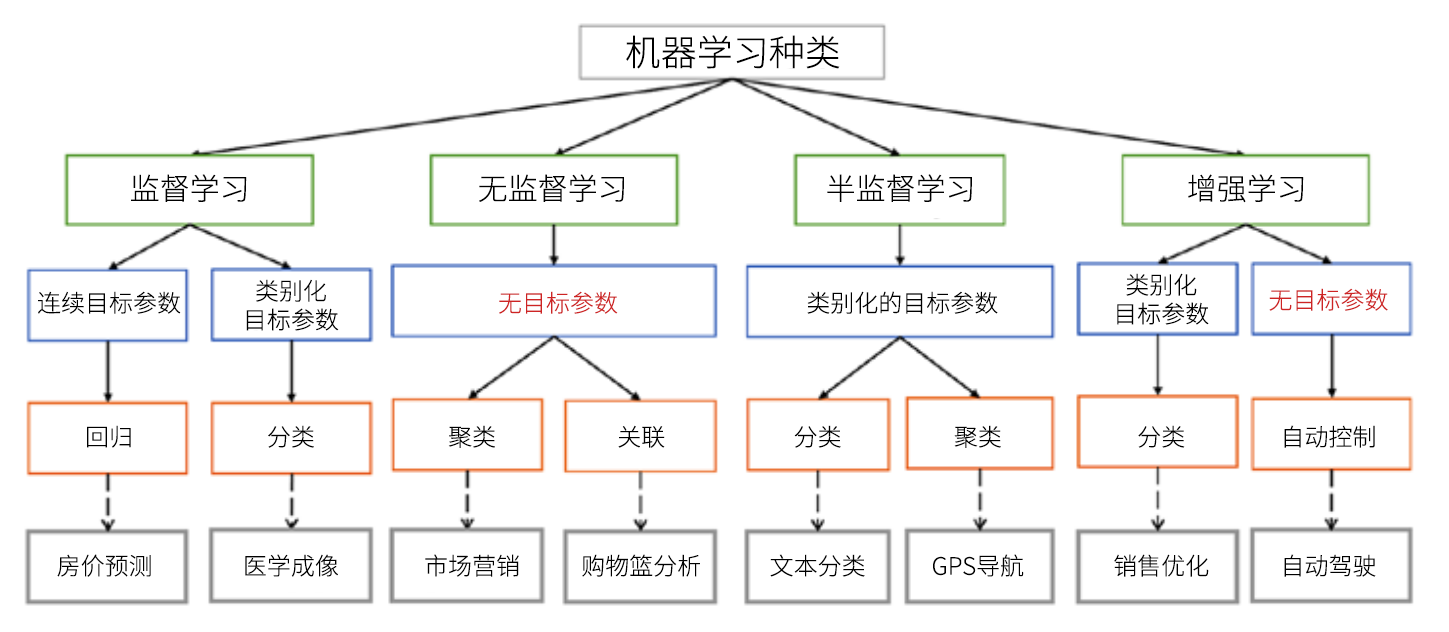 机器学习种类
监督学习
无监督学习
半监督学习
增强学习
连续目标参数
类别化
目标参数
无目标参数
类别化的目标参数
类别化
目标参数
无目标参数
回归
分类
聚类
关联
分类
聚类
分类
自动控制
房价预测
医学成像
市场营销
购物篮分析
文本分类
GPS导航
销售优化
自动驾驶